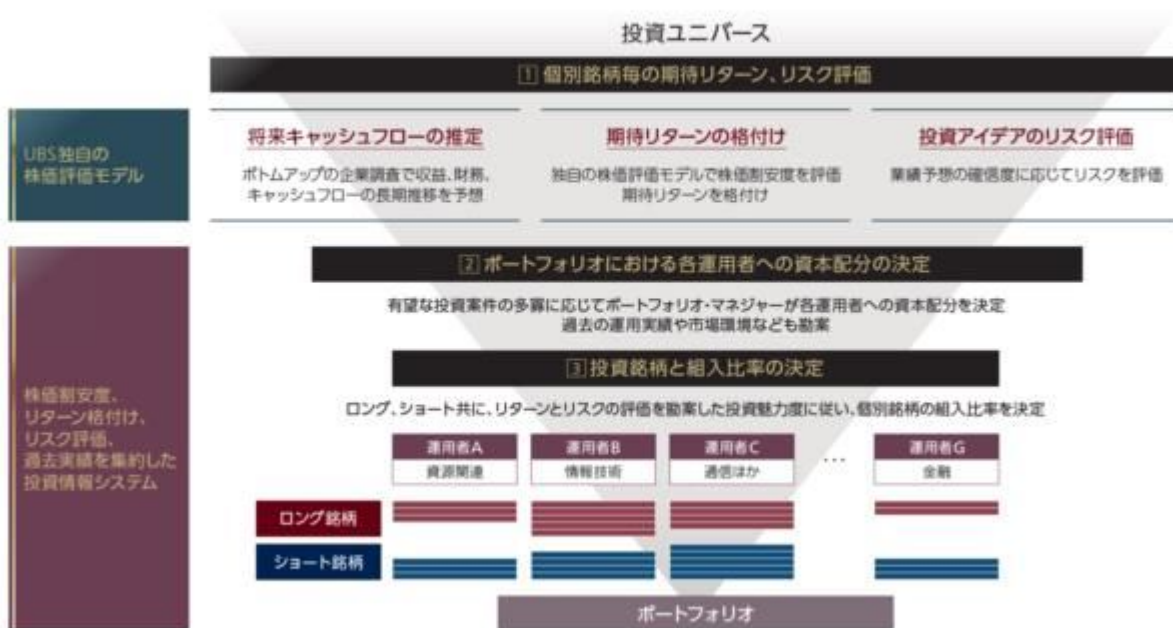 投資ユニバース
1 個別銘柄毎の期待リターン、リスク評価
UBS独自の
株価評価モデル
将来キャッシュフローの推定
ボトムアップの企業調査で収益、財務、
キャッシュフローの長期推移を予想
期待リターンの格付け
独自の株価評価モデルで株価割安度を評価
期待リターンを格付け
投資アイデアのリスク評価
業績予想の確信度に応じてリスクを評価
2 ポートフォリオにおける各運用者への資本配分の決定
有望な投資案件の多寡に応じてポートフォリオ・マネジャーが各運用者への資本配分を決定
過去の運用実績や市場環境なども勘案
3 投資銘柄と組入比率の決定
ロング、ショート共に、リターンとリスクの評価を勘案した投資魅力度に従い、個別銘柄の組入比率を決定
株価割安度、
リターン格付け、
リスク評価、
過去実績を集約した
投資情報システム
運用者A 運用者B 運用者C … 運用者G
資源関連 情報技術 通信ほか 金融
ロング銘柄
ショート銘柄
ポートフォリオ